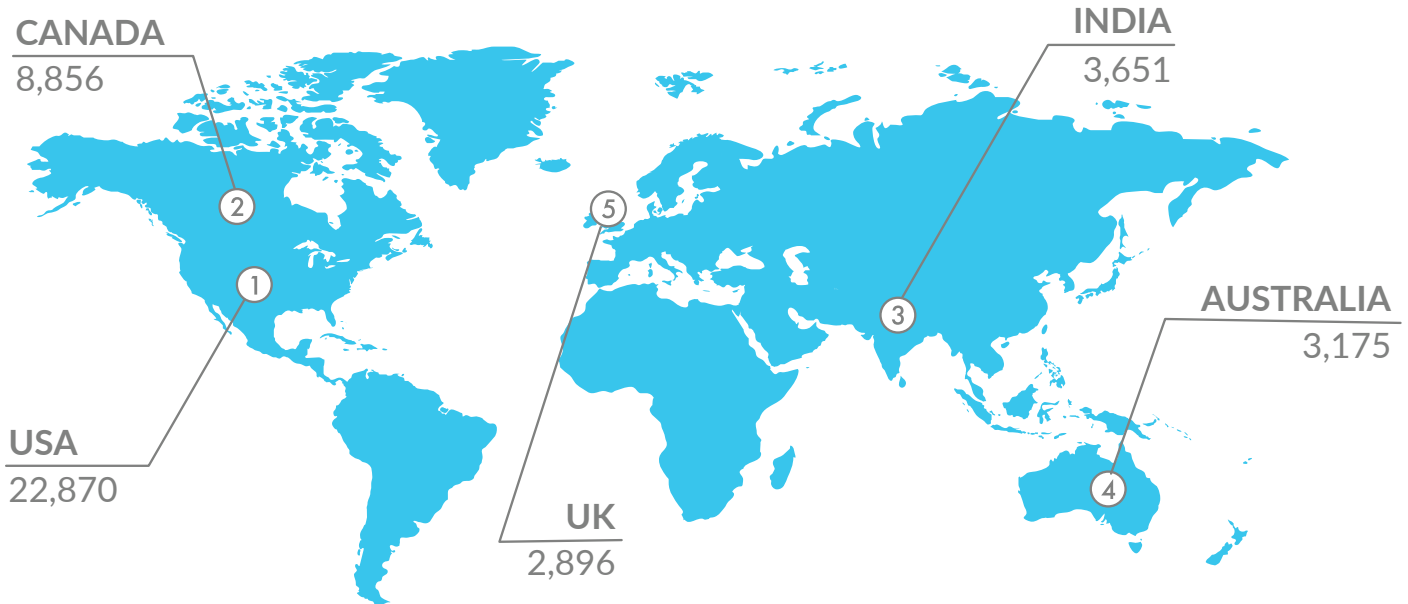 CANADA
8,856
INDIA
3,651
2
5
1
3
AUSTRALIA
3,175
USA
22,870
4
UK
2,896